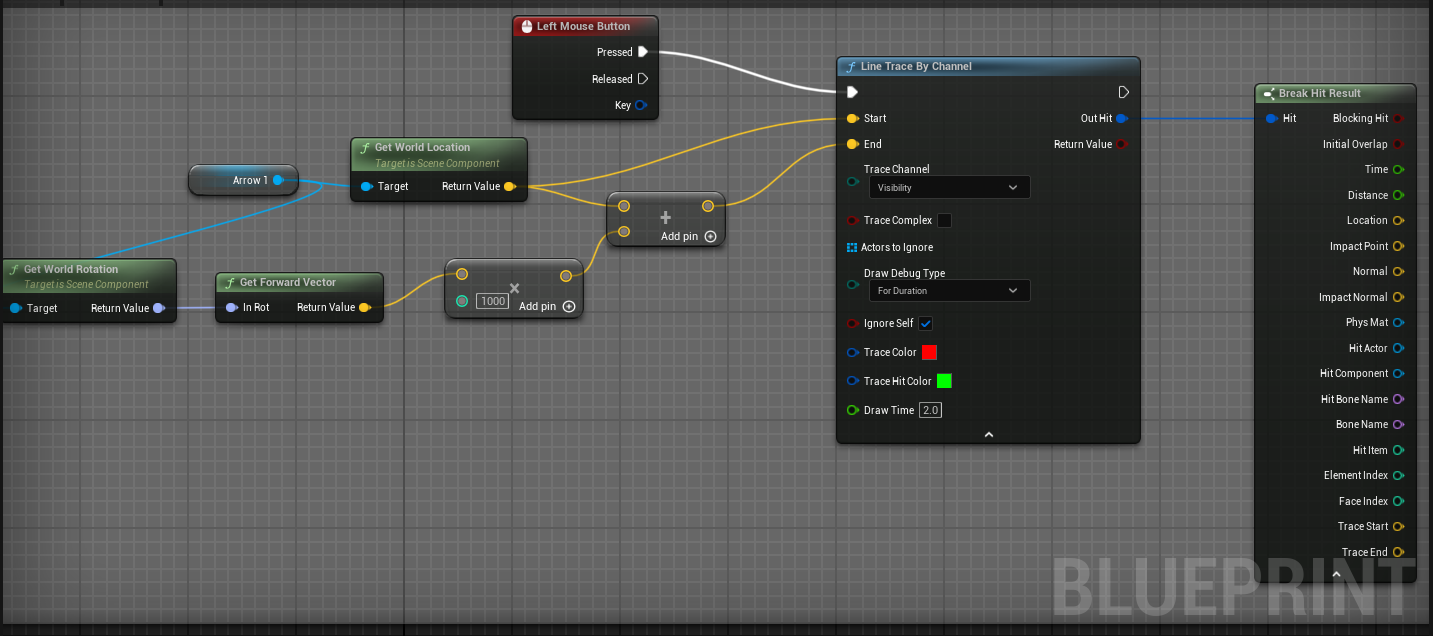 Left Mouse Button
Pressed
Released
Key
Line Trace By Channel
Start
Out Hit
End
Return Value
Trace Channel
Visibility
Trace Complex
Actors to Ignore
Draw Debug Type
For Duration
Ignore Self
Trace Color
Trace Hit Color
Draw Time 2.0
Break Hit Result
Hit
Blocking Hit
Initial Overlap
Time
Distance
Location
Impact Point
Normal
Impact Normal
Phys Mat
Hit Actor
Hit Component
Hit Bone Name
Bone Name
Hit Item
Element Index
Face Index
Trace Start
Trace End
Arrow 1
f Get World Location
Target is Scene Component
Target
Return Value
+
Add pin
f Get World Rotation
Target is Scene Component
Target
Return Value
f Get Forward Vector
In Rot
Return Value
×
1000
Add pin
BLUEPRINT